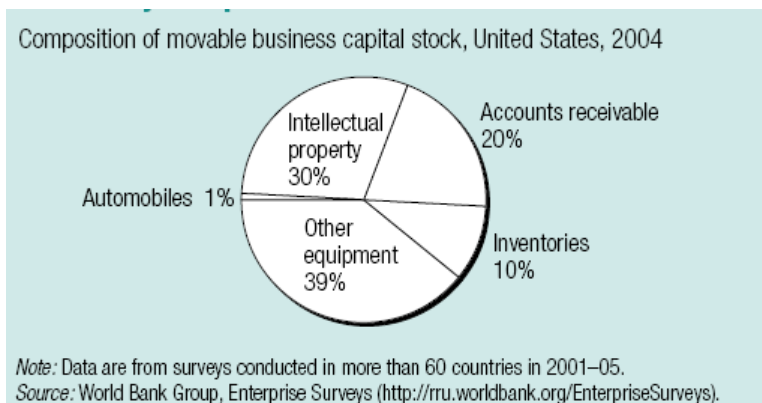 Composition of movable business capital stock, United States, 2004
Intellectual
property
30%
Accounts receivable
20%
Automobiles 1%
Other
equipment
39%
Inventories
10%
Note: Data are from surveys conducted in more than 60 countries in 2001–05.
Source: World Bank Group, Enterprise Surveys (http://rru.worldbank.org/EnterpriseSurveys).